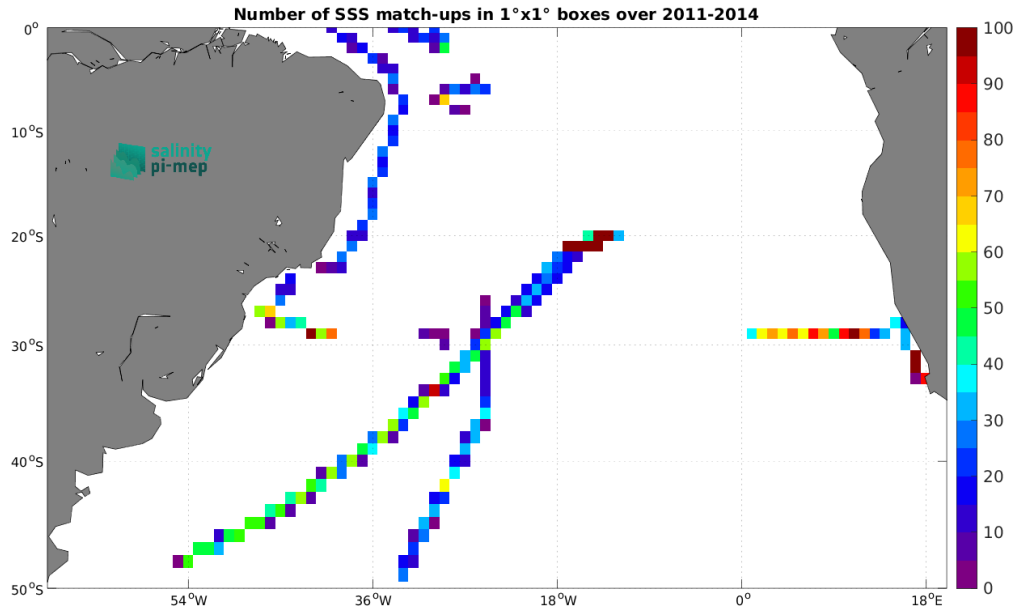 Number of SSS match-ups in 1°x1° boxes over 2011-2014
0°
10°S
20°S
30°S
40°S
50°S
salinity
pi-mep
54°W
36°W
18°W
0°
18°E
100
90
80
70
60
50
40
30
20
10
0